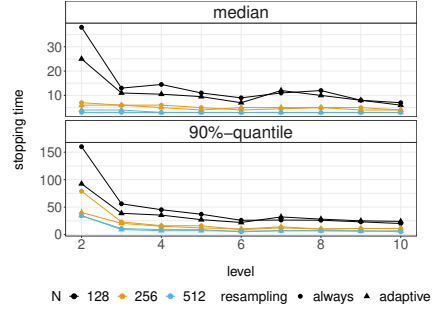 median
30
20
10
stopping time
90%-quantile
150
100
50
0
2 4 6 8 10
level
N 128 256 512 resampling always adaptive